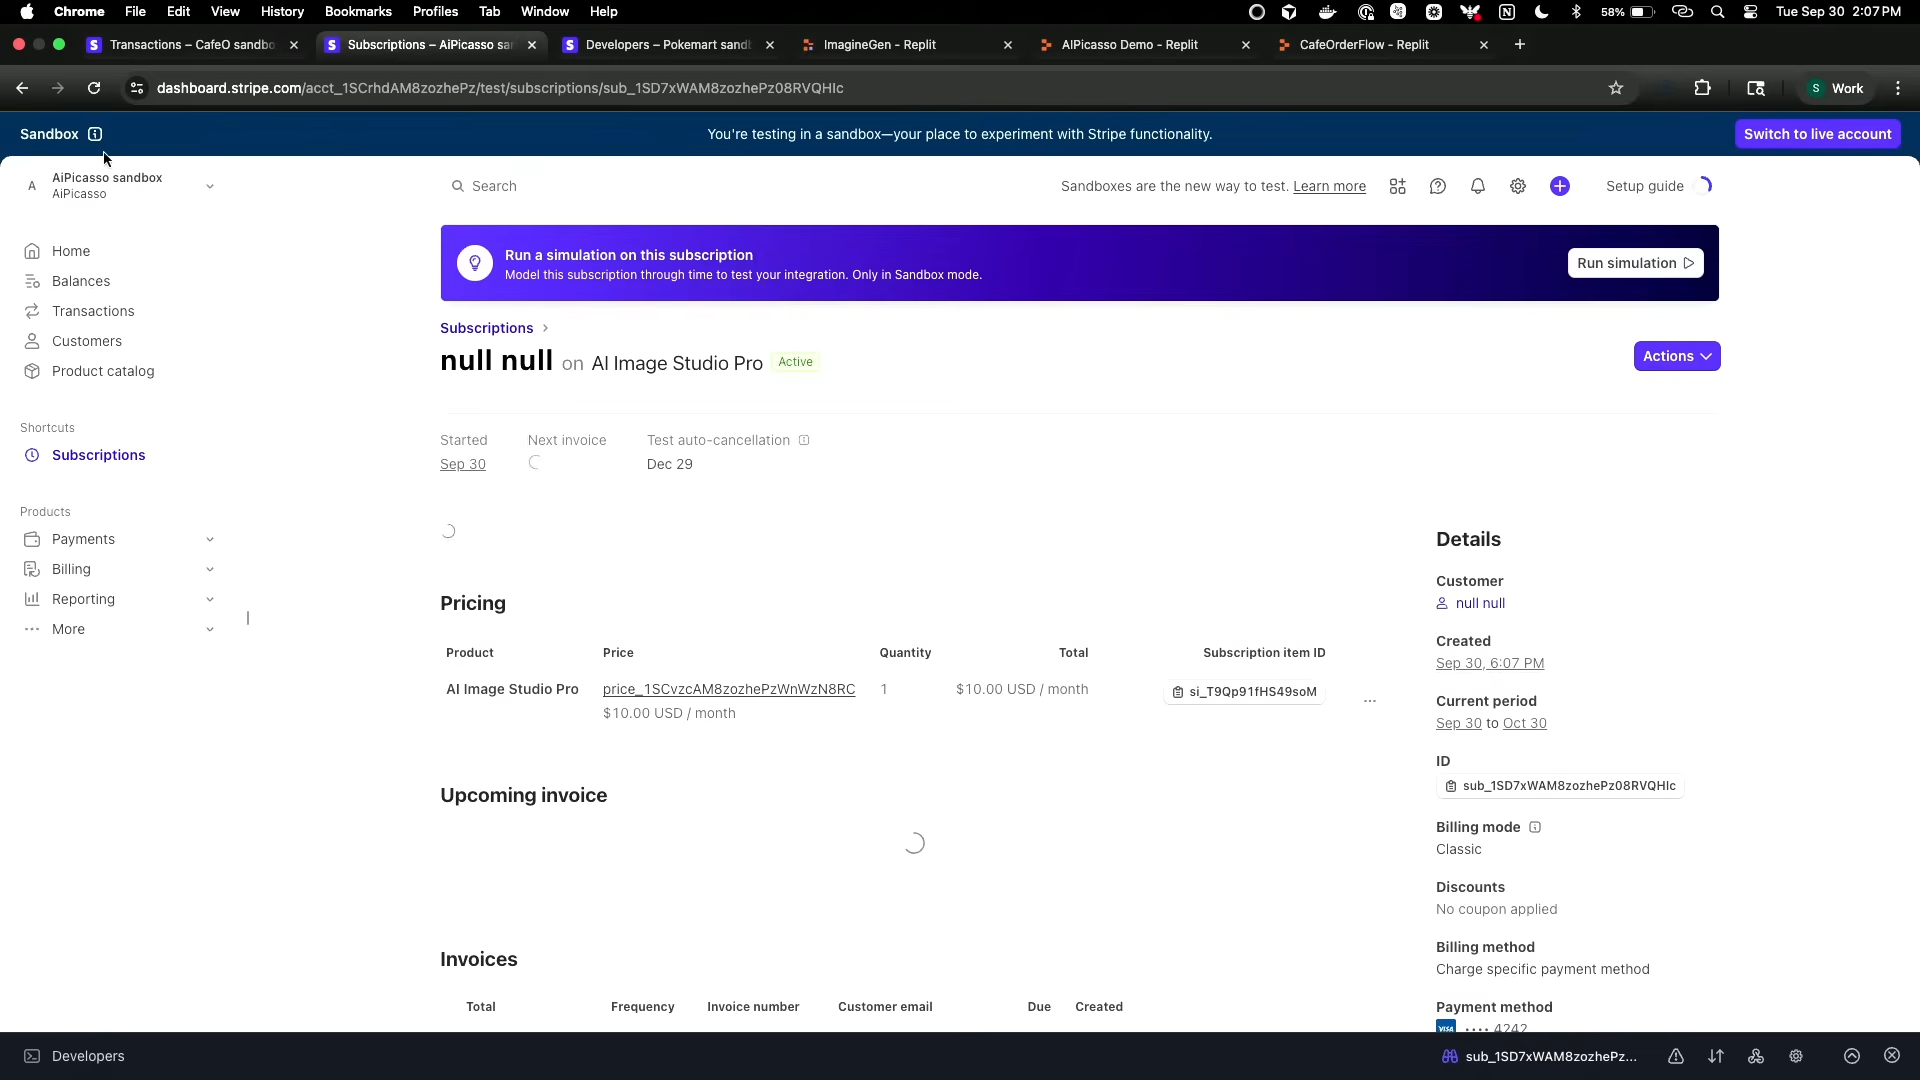 Chrome File Edit View History Bookmarks Profiles Tab Window Help 58% Tue Sep 30 2:07 PM
Transactions – CafeO sandbo Subscriptions – AiPicasso sa Developers – Pokemart sand ImagineGen - Replit AIPicasso Demo - Replit CafeOrderFlow - Replit
dashboard.stripe.com/acct_1SCrhdAM8zozhePz/test/subscriptions/sub_1SD7xWAM8zozhePz08RVQHlc S Work
Sandbox You're testing in a sandbox—your place to experiment with Stripe functionality. Switch to live account
A AiPicasso sandbox
AiPicasso
Search Sandboxes are the new way to test. Learn more Setup guide
Home
Balances
Transactions
Customers
Product catalog
Shortcuts
Subscriptions
Products
Payments
Billing
Reporting
More
Run a simulation on this subscription
Model this subscription through time to test your integration. Only in Sandbox mode.
Run simulation
Subscriptions
null null on AI Image Studio Pro Active
Actions
Started Next invoice Test auto-cancellation
Sep 30 Dec 29
Pricing
Product Price Quantity Total Subscription item ID
AI Image Studio Pro price_1SCvzcAM8zozhePzWnWzN8RC 1 $10.00 USD / month si_T9Qp91fHS49soM
$10.00 USD / month
Upcoming invoice
Invoices
Total Frequency Invoice number Customer email Due Created
Details
Customer
null null
Created
Sep 30, 6:07 PM
Current period
Sep 30 to Oct 30
ID
sub_1SD7xWAM8zozhePz08RVQHlc
Billing mode
Classic
Discounts
No coupon applied
Billing method
Charge specific payment method
Payment method
VISA •••• 4242
Developers sub_1SD7xWAM8zozhePz...